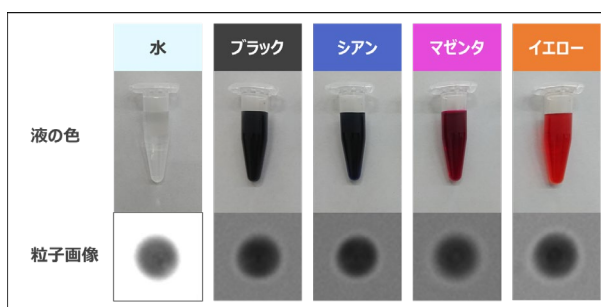 水
ブラック
シアン
マゼンタ
イエロー
液の色
粒子画像